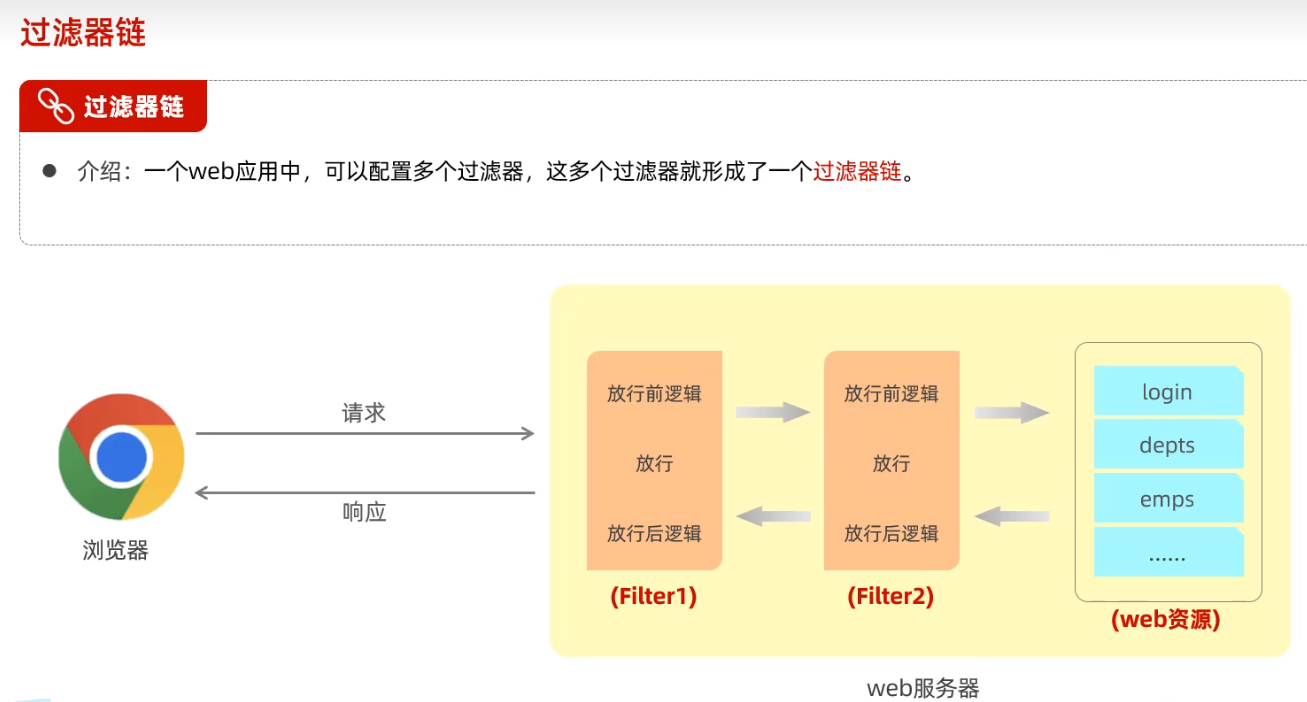 过滤器链
过滤器链
● 介绍：一个web应用中，可以配置多个过滤器，这多个过滤器就形成了一个过滤器链。
请求
响应
浏览器
放行前逻辑
放行
放行后逻辑
(Filter1)
放行前逻辑
放行
放行后逻辑
(Filter2)
login
depts
emps
······
(web资源)
web服务器